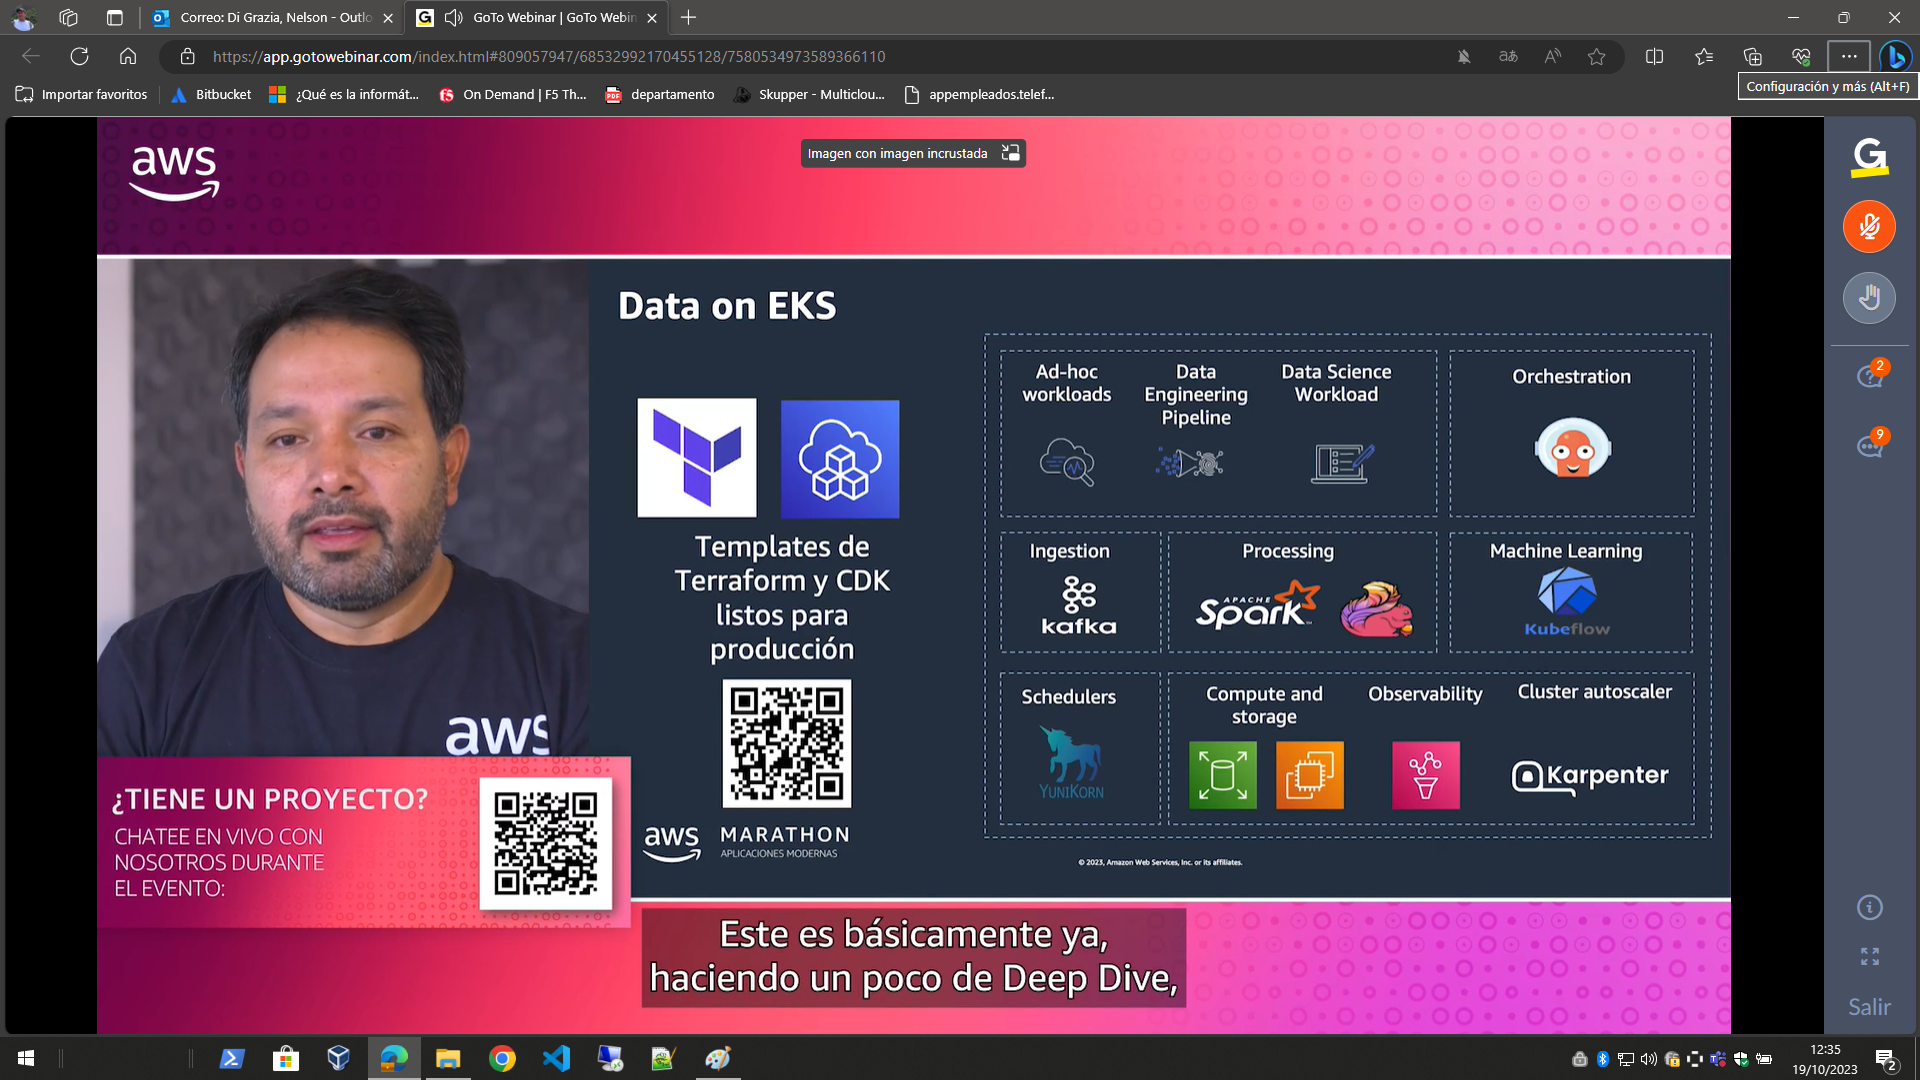 Correo: Di Grazia, Nelson - Outlo
GoTo Webinar | GoTo Webin
https://app.gotowebinar.com/index.html#809057947/68532992170455128/7580534973589366110
Importar favoritos
Bitbucket
¿Qué es la informát...
On Demand | F5 Th...
departamento
Skupper - Multiclou...
appempleados.telef...
Configuración y más (Alt+F)
aws
Imagen con imagen incrustada
G
Data on EKS
Ad-hoc
workloads
Data
Engineering
Pipeline
Data Science
Workload
Orchestration
2
9
Templates de
Terraform y CDK
listos para
producción
Ingestion
kafka
Processing
APACHE
Spark
Machine Learning
Kubeflow
Schedulers
YUNIKORN
Compute and
storage
Observability
Cluster autoscaler
Karpenter
aws
¿TIENE UN PROYECTO?
CHATEE EN VIVO CON
NOSOTROS DURANTE
EL EVENTO:
aws
MARATHON
APLICACIONES MODERNAS
© 2023, Amazon Web Services, Inc. or its affiliates.
Este es básicamente ya,
haciendo un poco de Deep Dive,
Salir
12:35
19/10/2023
2